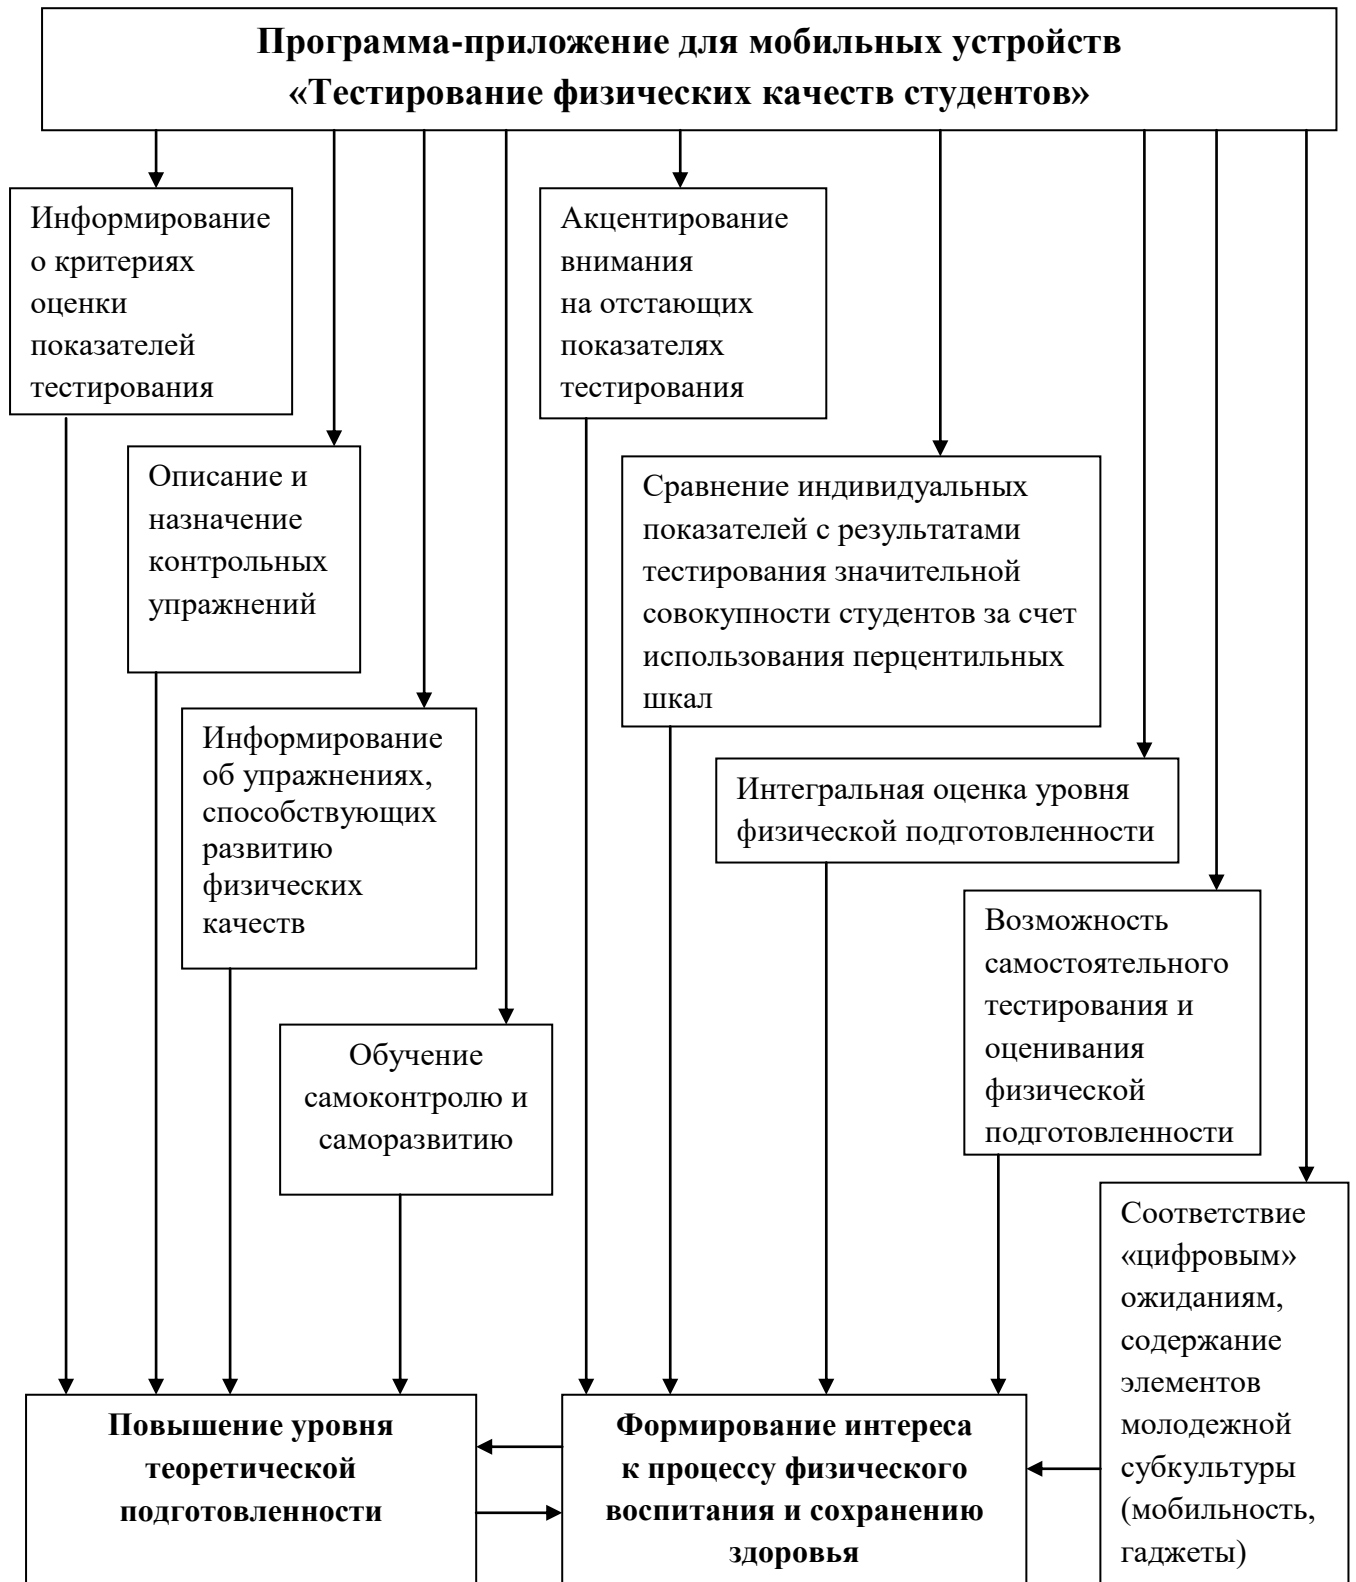 Программа-приложение для мобильных устройств
«Тестирование физических качеств студентов»
Информирование
о критериях
оценки
показателей
тестирования
Акцентирование
внимания
на отстающих
показателях
тестирования
Описание и
назначение
контрольных
упражнений
Сравнение индивидуальных
показателей с результатами
тестирования значительной
совокупности студентов за счет
использования перцентильных
шкал
Информирование
об упражнениях,
способствующих
развитию
физических
качеств
Интегральная оценка уровня
физической подготовленности
Возможность
самостоятельного
тестирования и
оценивания
физической
подготовленности
Обучение
самоконтролю и
саморазвитию
Соответствие
«цифровым»
ожиданиям,
содержание
элементов
молодежной
субкультуры
(мобильность,
гаджеты)
Повышение уровня
теоретической
подготовленности
Формирование интереса
к процессу физического
воспитания и сохранению
здоровья